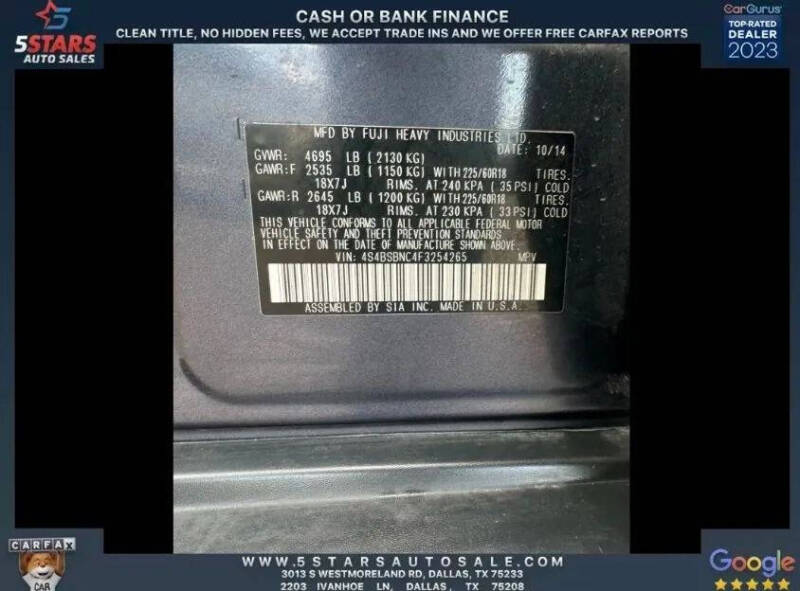 5STARS
AUTO SALES
CASH OR BANK FINANCE
CLEAN TITLE, NO HIDDEN FEES, WE ACCEPT TRADE INS AND WE OFFER FREE CARFAX REPORTS
CarGurus
TOP-RATED
DEALER
2023
MFD BY FUJI HEAVY INDUSTRIES LTD.
DATE: 10/14
GVWR: 4695 LB (2130 KG)
GAWR:F 2535 LB (1150 KG) WITH 225/60R18 TIRES.
18X7J RIMS. AT 240 KPA (35 PSI) COLD
GAWR:R 2645 LB (1200 KG) WITH 225/60R18 TIRES.
18X7J RIMS. AT 230 KPA (33 PSI) COLD
THIS VEHICLE CONFORMS TO ALL APPLICABLE FEDERAL MOTOR
VEHICLE SAFETY AND THEFT PREVENTION STANDARDS
IN EFFECT ON THE DATE OF MANUFACTURE SHOWN ABOVE.
VIN: 4S4BSBNC4F3254265 MPV
ASSEMBLED BY SIA INC. MADE IN U.S.A.
CARFAX
CAR
WWW.5STARSAUTOSALE.COM
3013 S WESTMORELAND RD, DALLAS, TX 75233
2203 IVANHOE LN, DALLAS, TX 75208
Google